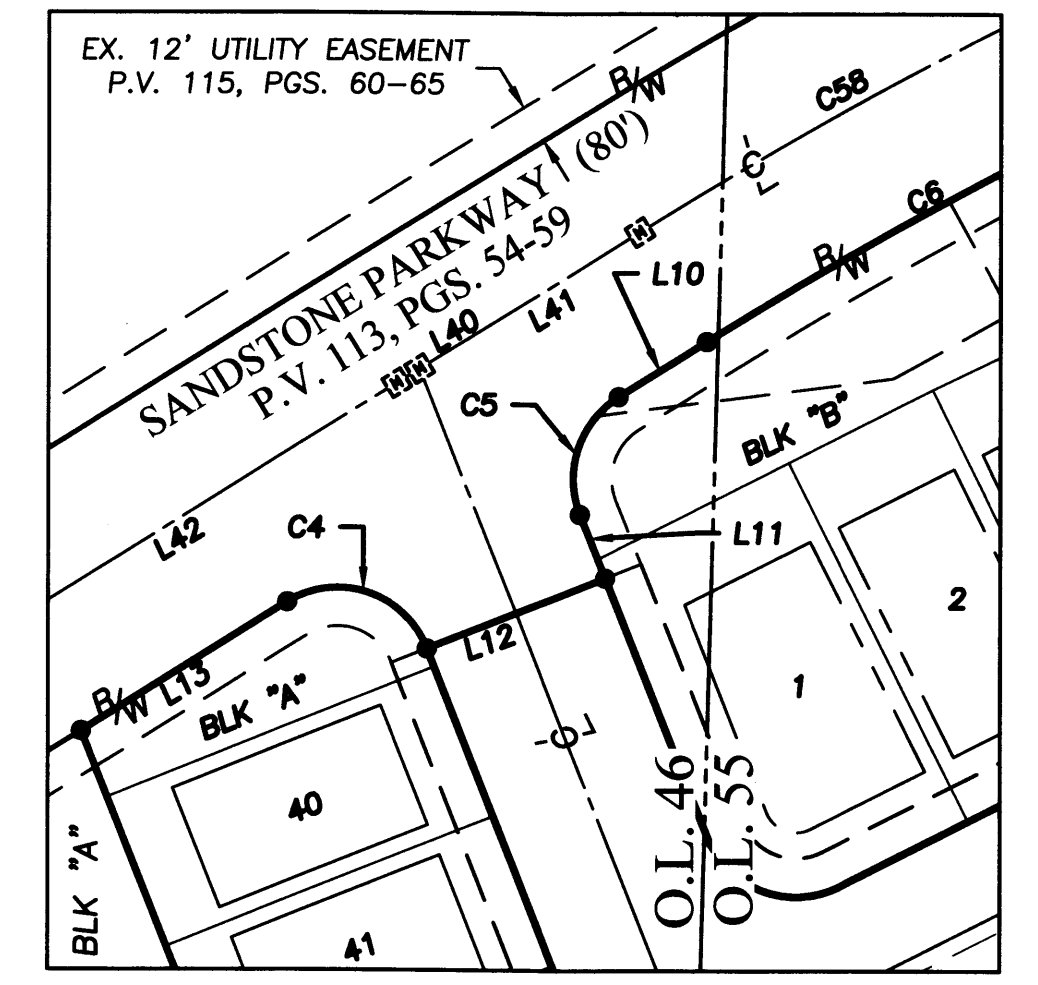 EX. 12' UTILITY EASEMENT
P.V. 115, PGS. 60-65
R/W
C58
SANDSTONE PARKWAY (80')
P.V. 113, PGS. 54-59
C6
R/W
[M]
L10
L41
L40
[M][M]
C5
BLK "B"
L42
C4
L11
2
L12
1
R/W L13
BLK "A"
40
O.L. 46
O.L. 55
BLK "A"
41